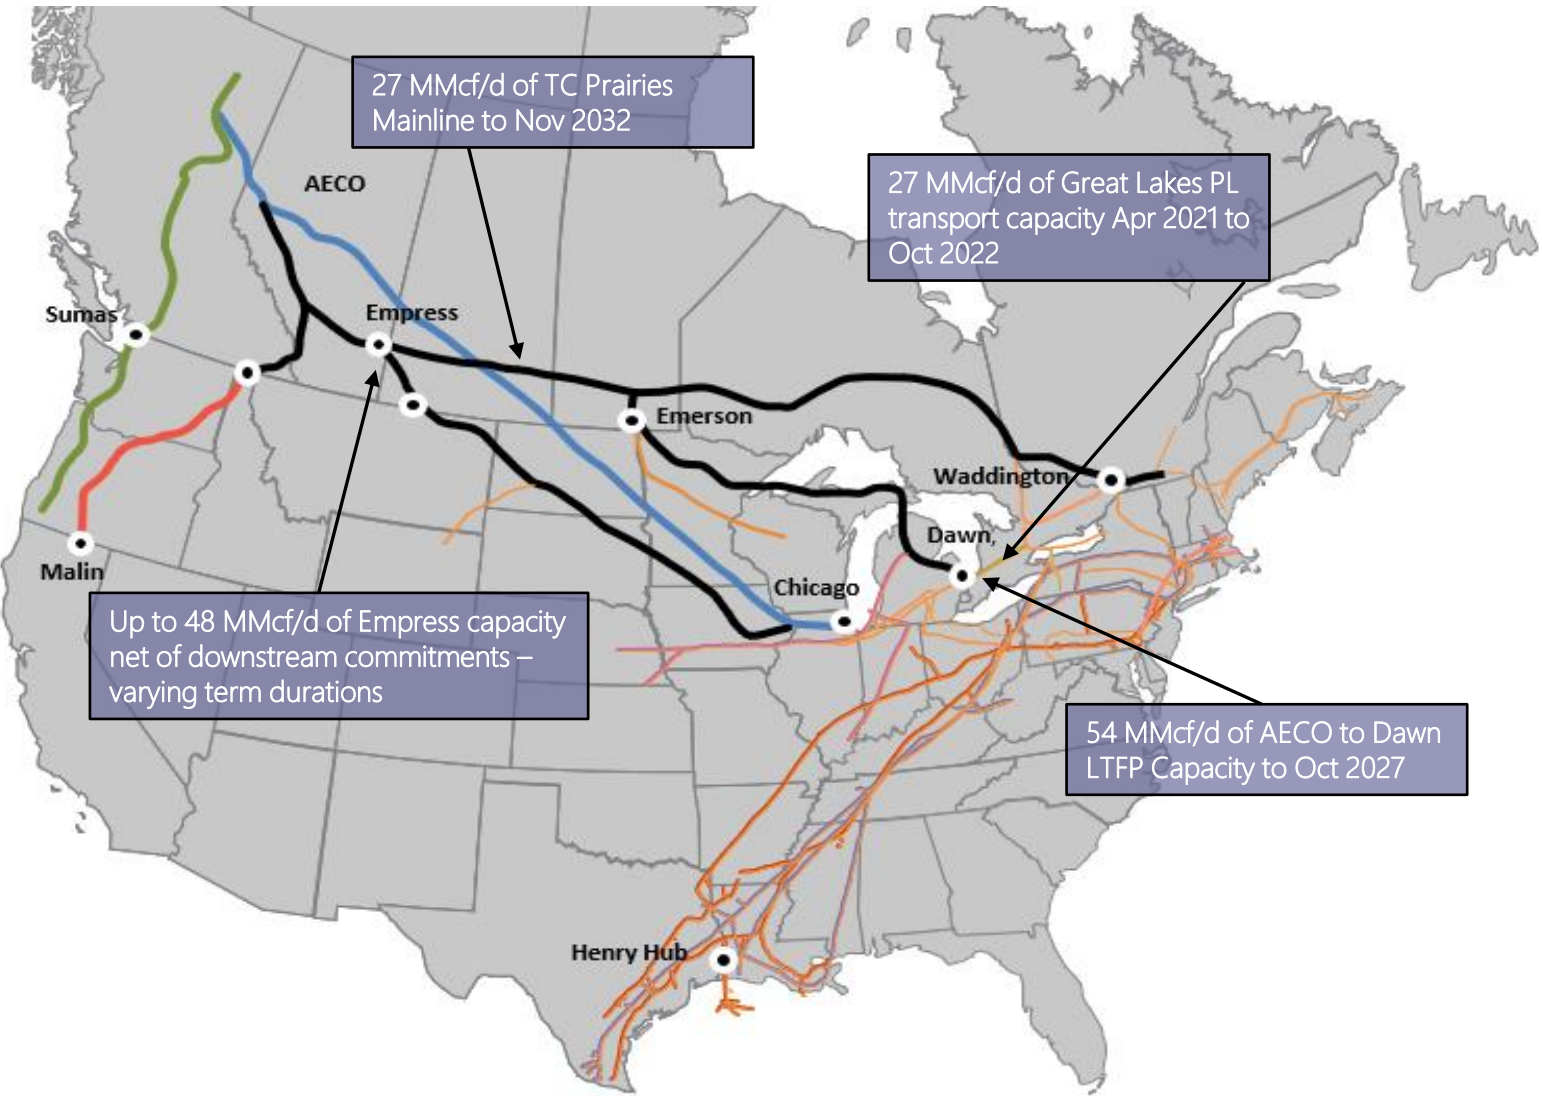 27 MMcf/d of TC Prairies
Mainline to Nov 2032
27 MMcf/d of Great Lakes PL
transport capacity Apr 2021 to
Oct 2022
AECO
Sumas
Empress
Emerson
Waddington
Dawn,
Malin
Chicago
Up to 48 MMcf/d of Empress capacity
net of downstream commitments –
varying term durations
54 MMcf/d of AECO to Dawn
LTFP Capacity to Oct 2027
Henry Hub